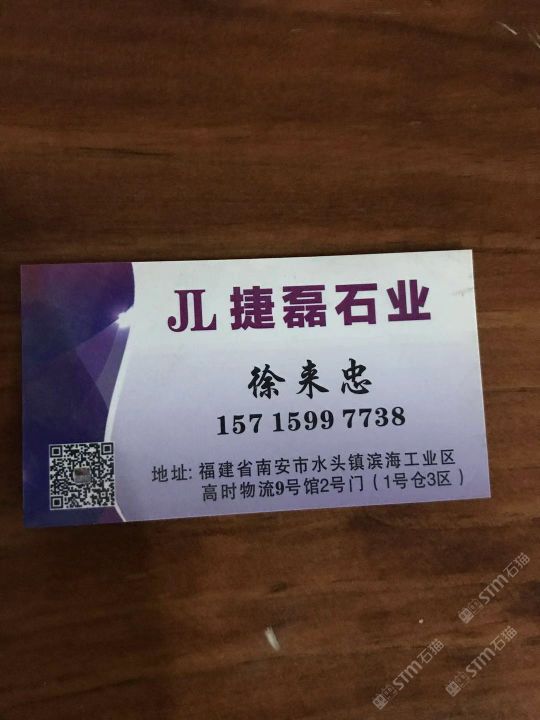 JL 捷磊石业
徐来忠
157 1599 7738
地址: 福建省南安市水头镇滨海工业区
高时物流9号馆2号门（1号仓3区）
STM石猫
STM石猫